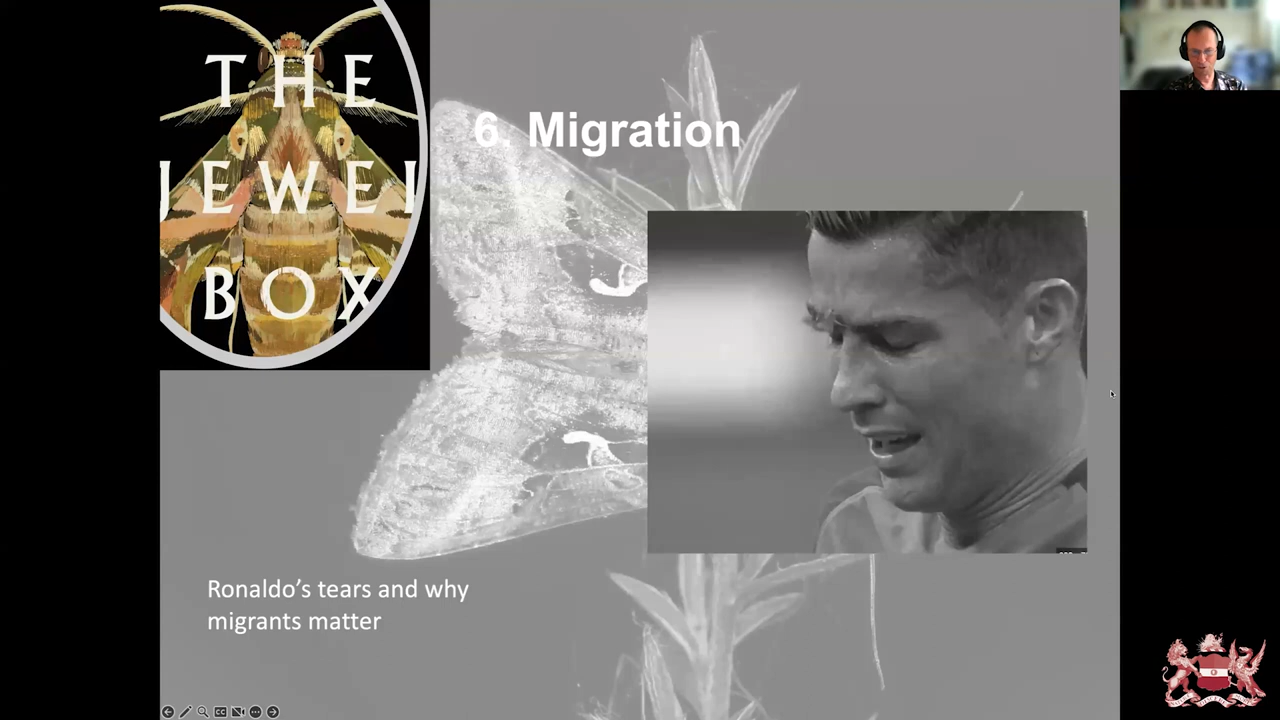 THE
JEWEL
BOX
6. Migration
Ronaldo’s tears and why
migrants matter